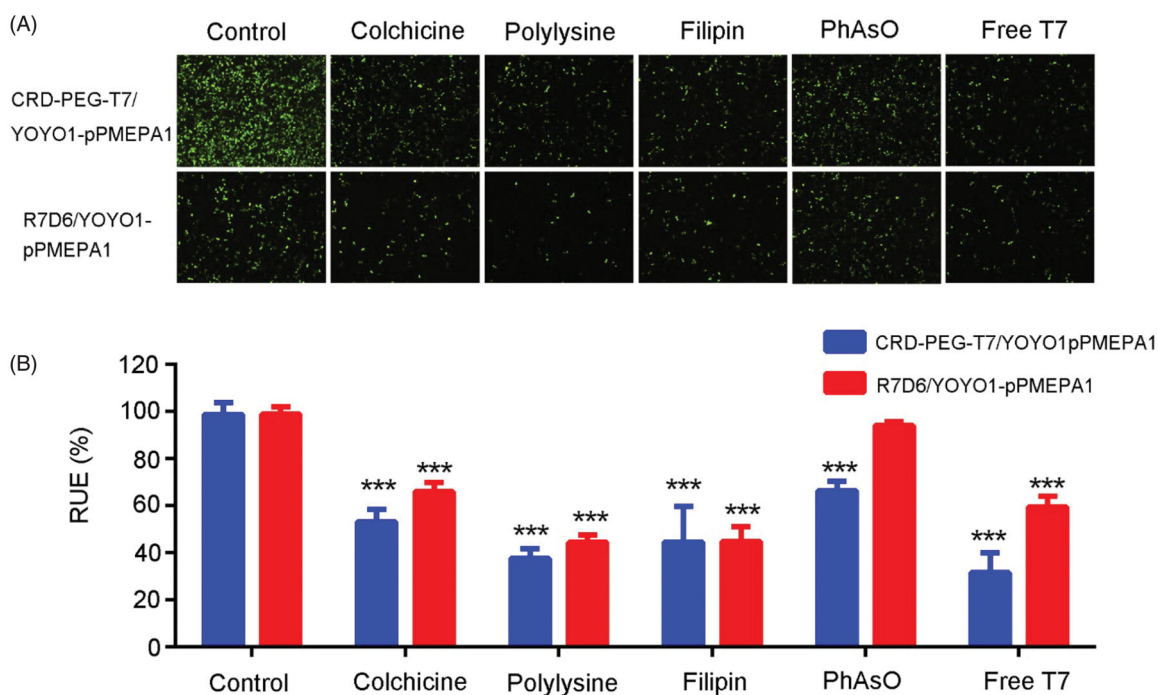 (A)
Control Colchicine Polylysine Filipin PhAsO Free T7
CRD-PEG-T7/
YOYO1-pPMEPA1
R7D6/YOYO1-
pPMEPA1
(B)
CRD-PEG-T7/YOYO1pPMEPA1
R7D6/YOYO1-pPMEPA1
RUE (%)
120
100
80
60
40
20
0
*** ***
*** ***
*** ***
***
*** ***
Control Colchicine Polylysine Filipin PhAsO Free T7